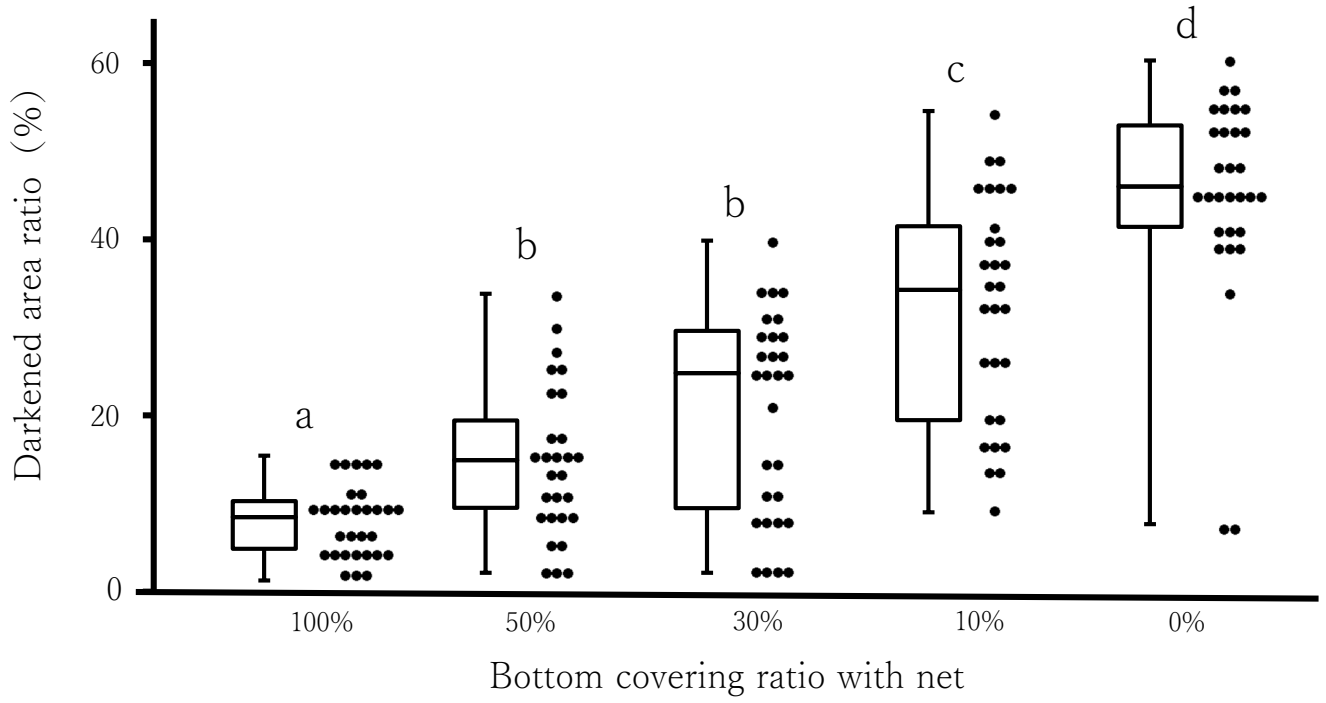 Darkened area ratio (%)
60
40
20
0
a
b
b
c
d
100%
50%
30%
10%
0%
Bottom covering ratio with net